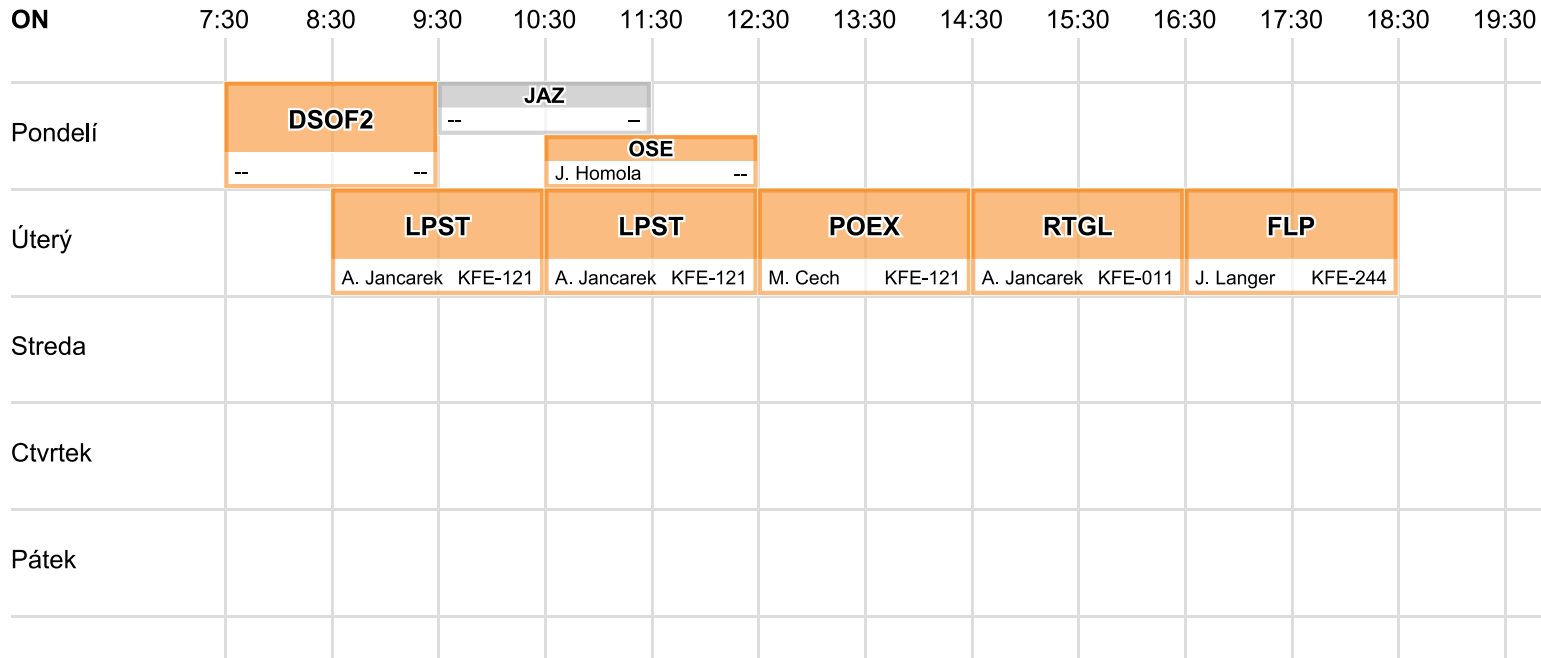 ON 7:30 8:30 9:30 10:30 11:30 12:30 13:30 14:30 15:30 16:30 17:30 18:30 19:30
Pondelí
DSOF2
-- --
JAZ
-- –
OSE
J. Homola --
Úterý
LPST
A. Jancarek KFE-121
LPST
A. Jancarek KFE-121
POEX
M. Cech KFE-121
RTGL
A. Jancarek KFE-011
FLP
J. Langer KFE-244
Streda
Ctvrtek
Pátek